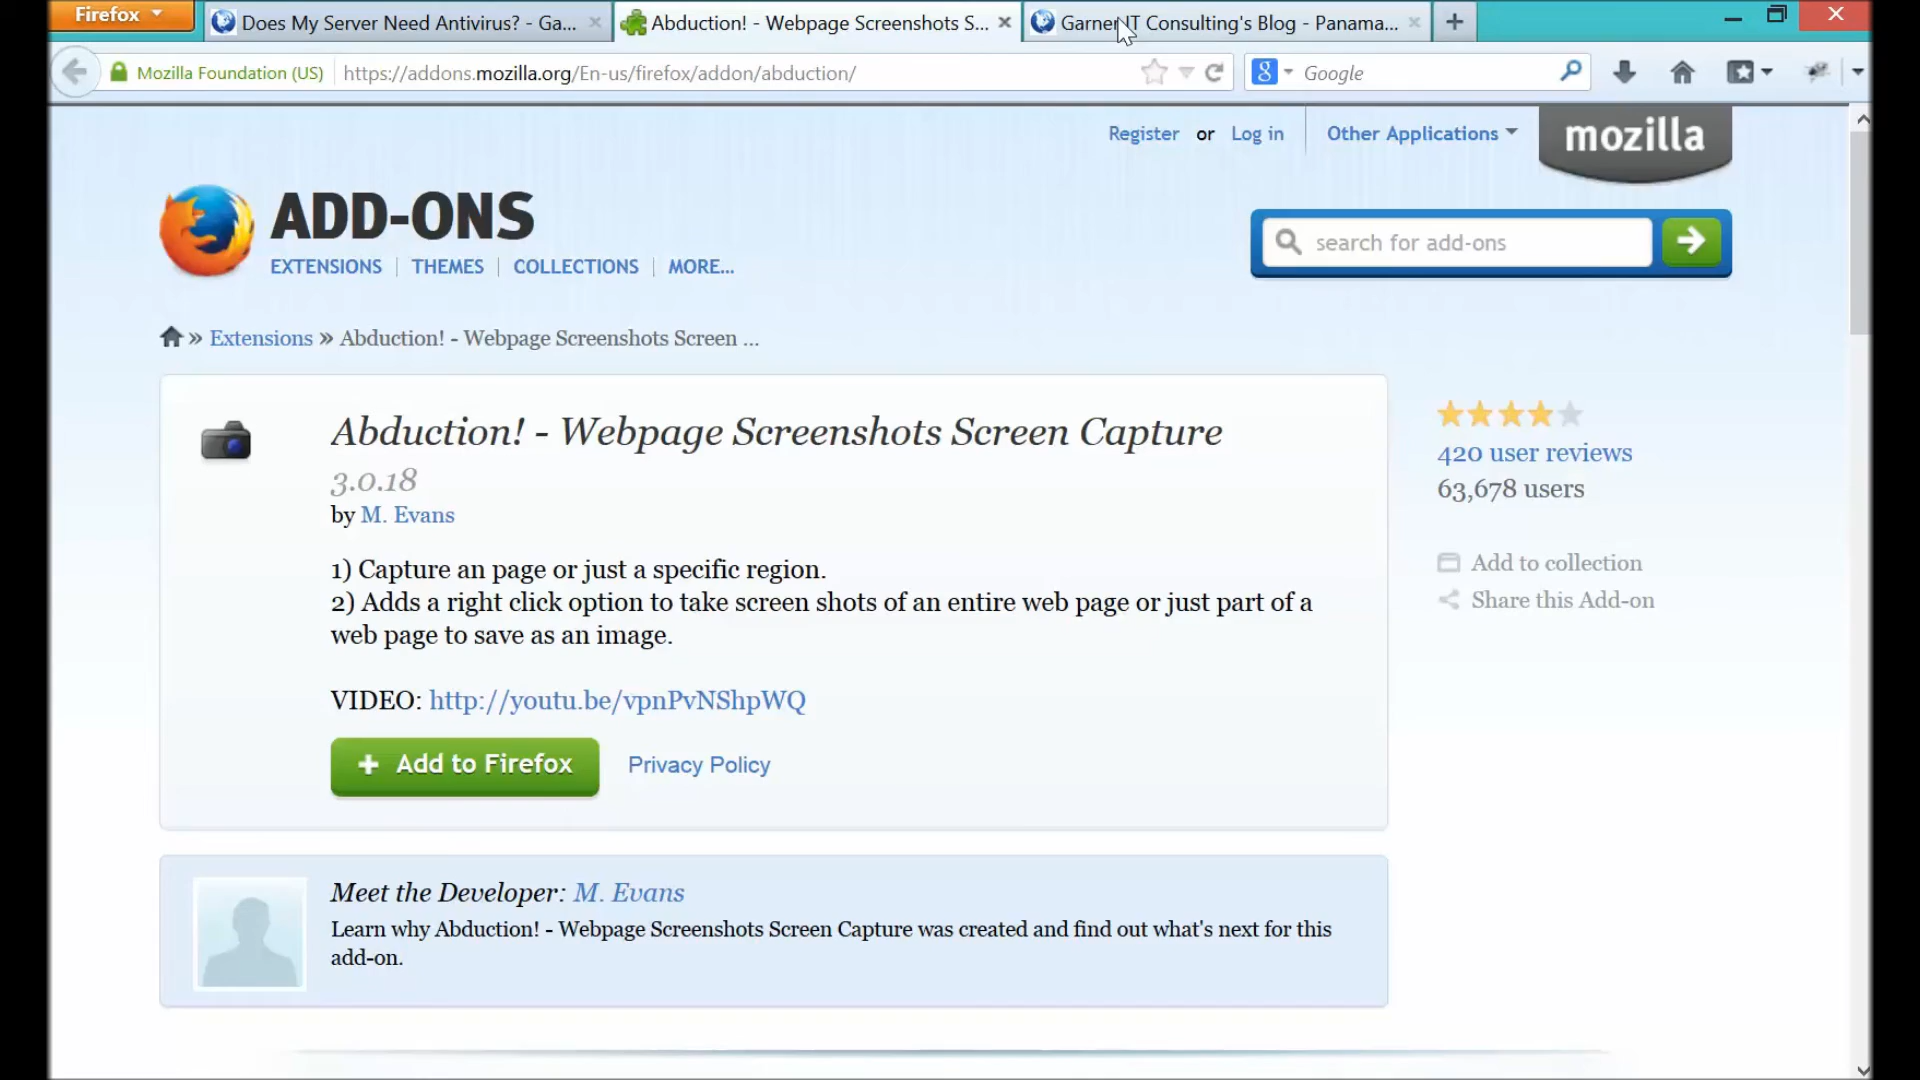 Firefox
Does My Server Need Antivirus? - Ga...
Abduction! - Webpage Screenshots S...
Garner IT Consulting's Blog - Panama...
Mozilla Foundation (US)
https://addons.mozilla.org/En-us/firefox/addon/abduction/
Google
Register or Log in
Other Applications
mozilla
ADD-ONS
EXTENSIONS
THEMES
COLLECTIONS
MORE...
search for add-ons
» Extensions » Abduction! - Webpage Screenshots Screen ...
Abduction! - Webpage Screenshots Screen Capture
3.0.18
by M. Evans
1) Capture an page or just a specific region.
2) Adds a right click option to take screen shots of an entire web page or just part of a
web page to save as an image.
VIDEO: http://youtu.be/vpnPvNShpWQ
+ Add to Firefox
Privacy Policy
420 user reviews
63,678 users
Add to collection
Share this Add-on
Meet the Developer: M. Evans
Learn why Abduction! - Webpage Screenshots Screen Capture was created and find out what's next for this
add-on.